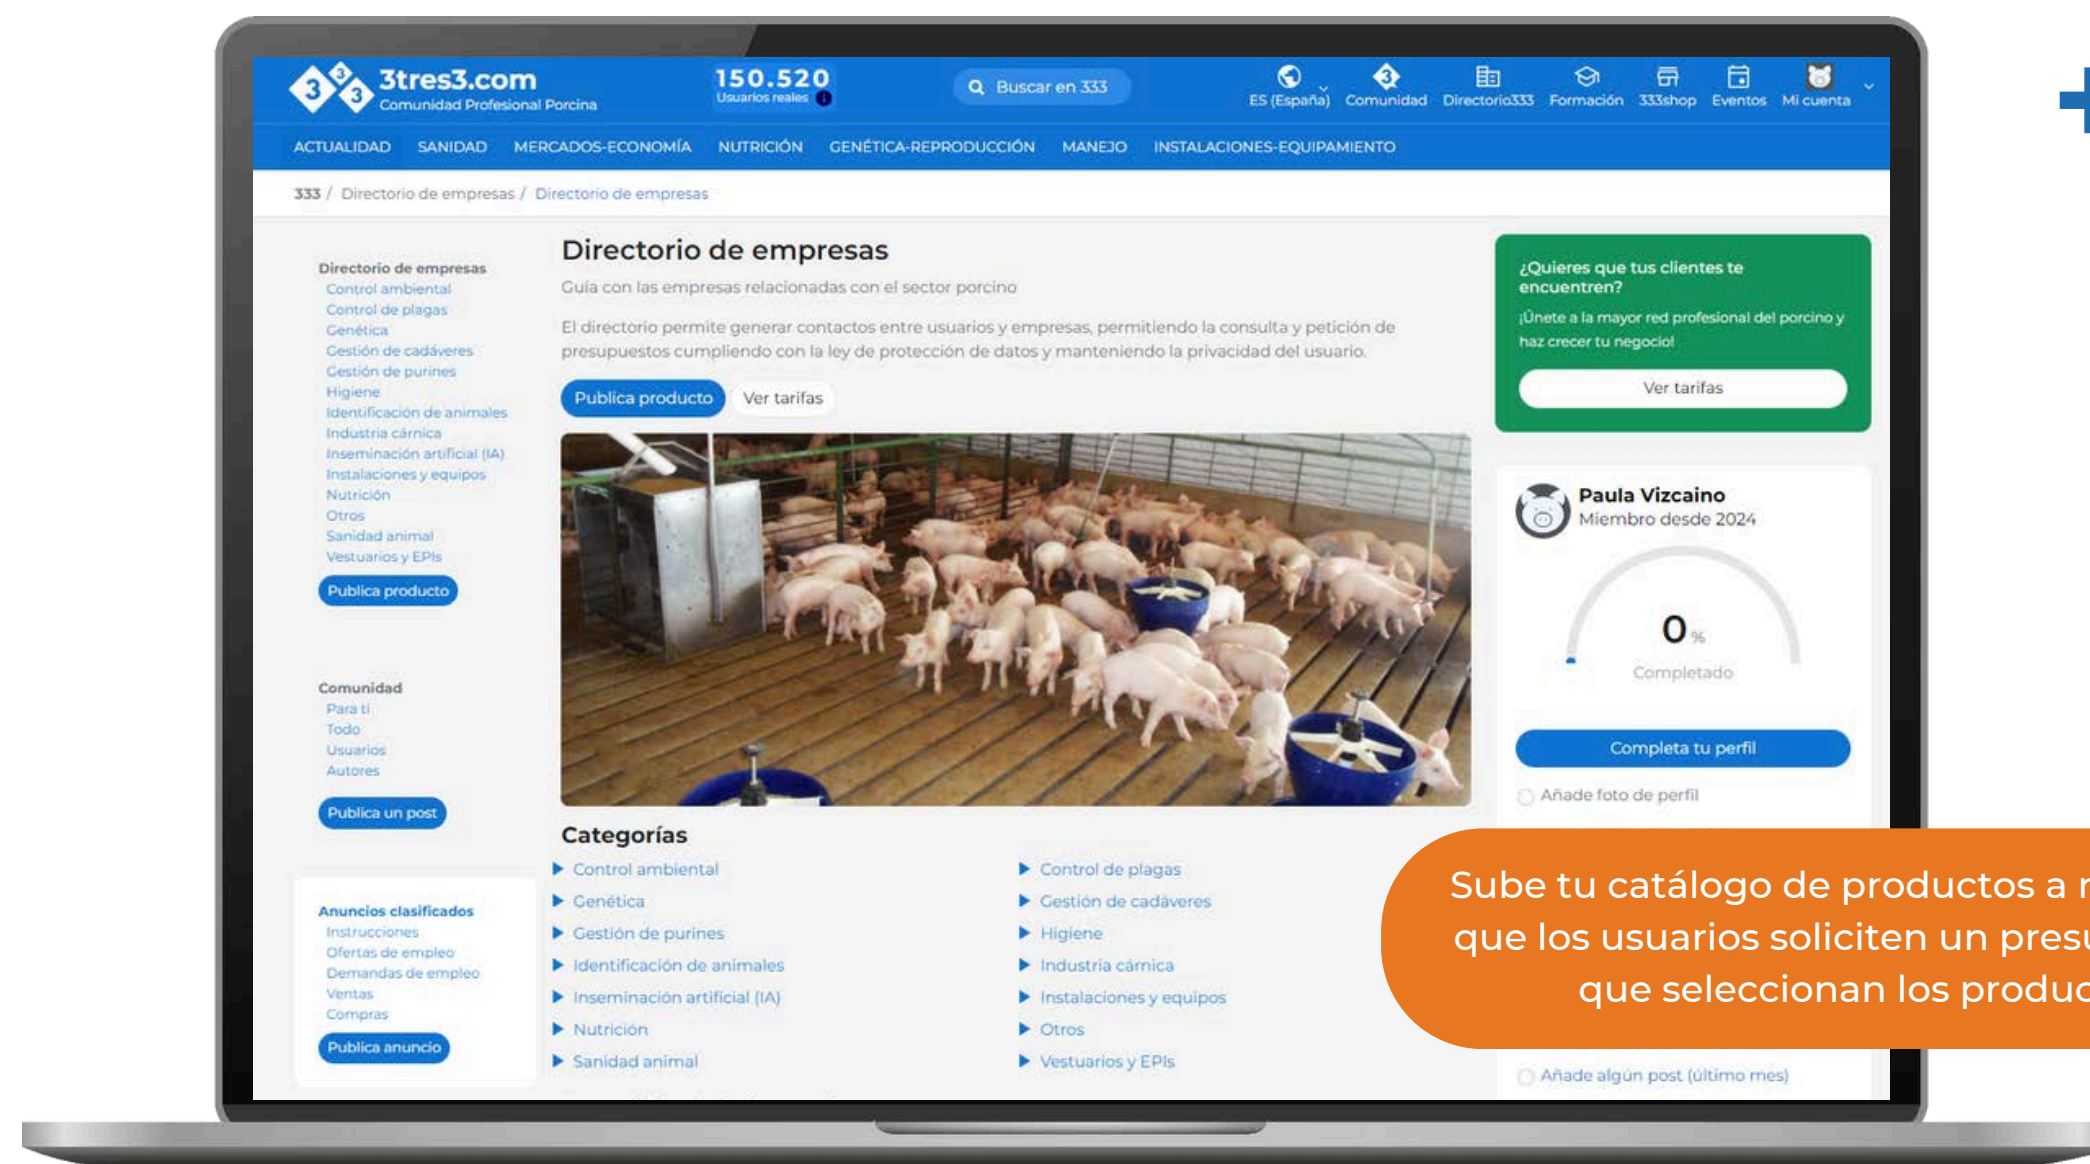 3tres3.com
Comunidad Profesional Porcina
150.520
Usuarios reales
Buscar en 333
ES (España)
Comunidad
Directorio333
Formación
333shop
Eventos
Mi cuenta
ACTUALIDAD SANIDAD MERCADOS-ECONOMÍA NUTRICIÓN GENÉTICA-REPRODUCCIÓN MANEJO INSTALACIONES-EQUIPAMIENTO
333 / Directorio de empresas / Directorio de empresas
Directorio de empresas
Control ambiental
Control de plagas
Genética
Gestión de cadáveres
Gestión de purines
Higiene
Identificación de animales
Industria cárnica
Inseminación artificial (IA)
Instalaciones y equipos
Nutrición
Otros
Sanidad animal
Vestuarios y EPIs
Publica producto
Comunidad
Para ti
Todo
Usuarios
Autores
Publica un post
Anuncios clasificados
Instrucciones
Ofertas de empleo
Demandas de empleo
Ventas
Compras
Publica anuncio
Directorio de empresas
Guía con las empresas relacionadas con el sector porcino
El directorio permite generar contactos entre usuarios y empresas, permitiendo la consulta y petición de
presupuestos cumpliendo con la ley de protección de datos y manteniendo la privacidad del usuario.
Publica producto
Ver tarifas
Categorías
Control ambiental
Control de plagas
Genética
Gestión de cadáveres
Gestión de purines
Higiene
Identificación de animales
Industria cárnica
Inseminación artificial (IA)
Instalaciones y equipos
Nutrición
Otros
Sanidad animal
Vestuarios y EPIs
¿Quieres que tus clientes te
encuentren?
¡Únete a la mayor red profesional del porcino y
haz crecer tu negocio!
Ver tarifas
Paula Vizcaino
Miembro desde 2024
0 %
Completado
Completa tu perfil
Añade foto de perfil
Sube tu catálogo de productos a
que los usuarios soliciten un
que seleccionan los
Añade algún post (último mes)